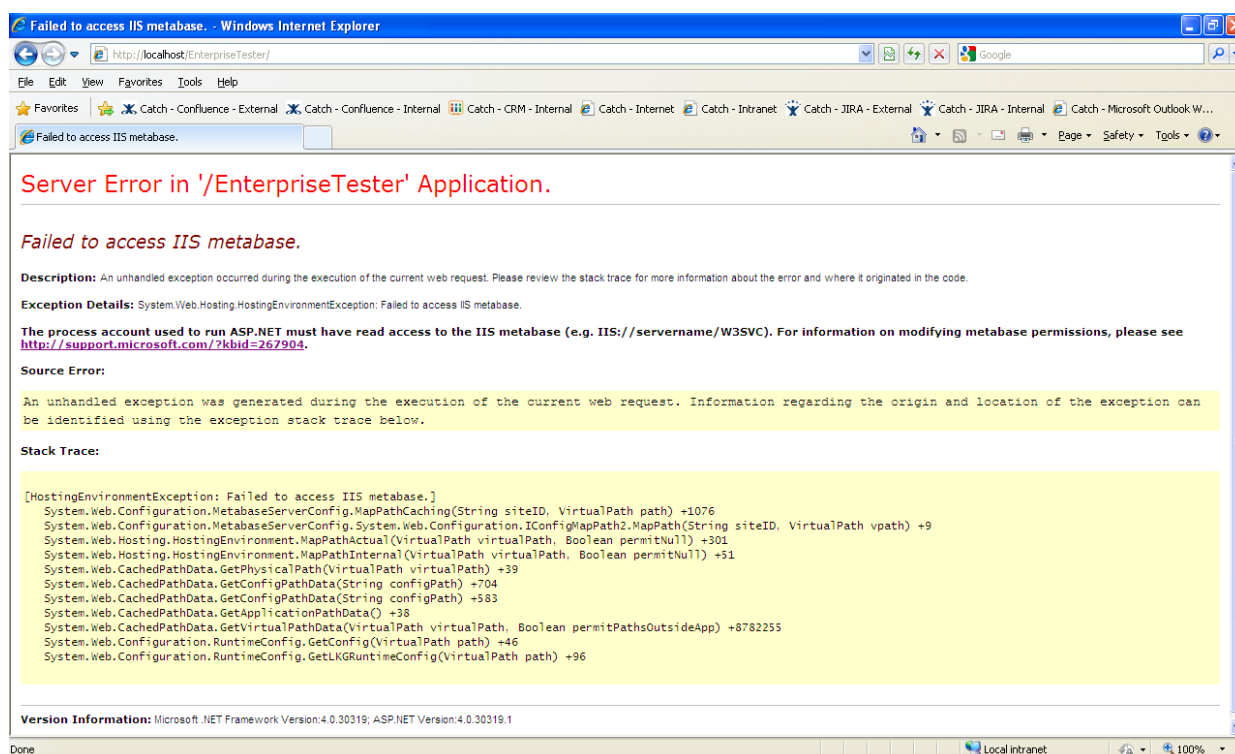 Failed to access IIS metabase. - Windows Internet Explorer
http://localhost/EnterpriseTester/
Google
File Edit View Favorites Tools Help
Favorites Catch - Confluence - External Catch - Confluence - Internal Catch - CRM - Internal Catch - Internet Catch - Intranet Catch - JIRA - External Catch - JIRA - Internal Catch - Microsoft Outlook W...
Failed to access IIS metabase.
Page Safety Tools
Server Error in '/EnterpriseTester' Application.
Failed to access IIS metabase.
Description: An unhandled exception occurred during the execution of the current web request. Please review the stack trace for more information about the error and where it originated in the code.
Exception Details: System.Web.Hosting.HostingEnvironmentException: Failed to access IIS metabase.
The process account used to run ASP.NET must have read access to the IIS metabase (e.g. IIS://servername/W3SVC). For information on modifying metabase permissions, please see
http://support.microsoft.com/?kbid=267904.
Source Error:
An unhandled exception was generated during the execution of the current web request. Information regarding the origin and location of the exception can
be identified using the exception stack trace below.
Stack Trace:
[HostingEnvironmentException: Failed to access IIS metabase.]
System.Web.Configuration.MetabaseServerConfig.MapPathCaching(String siteID, VirtualPath path) +1076
System.Web.Configuration.MetabaseServerConfig.System.Web.Configuration.IConfigMapPath2.MapPath(String siteID, VirtualPath vpath) +9
System.Web.Hosting.HostingEnvironment.MapPathActual(VirtualPath virtualPath, Boolean permitNull) +301
System.Web.Hosting.HostingEnvironment.MapPathInternal(VirtualPath virtualPath, Boolean permitNull) +51
System.Web.CachedPathData.GetPhysicalPath(VirtualPath virtualPath) +39
System.Web.CachedPathData.GetConfigPathData(String configPath) +704
System.Web.CachedPathData.GetConfigPathData(String configPath) +583
System.Web.CachedPathData.GetApplicationPathData() +38
System.Web.CachedPathData.GetVirtualPathData(VirtualPath virtualPath, Boolean permitPathsOutsideApp) +8782255
System.Web.Configuration.RuntimeConfig.GetConfig(VirtualPath path) +46
System.Web.Configuration.RuntimeConfig.GetLKGRuntimeConfig(VirtualPath path) +96
Version Information: Microsoft .NET Framework Version:4.0.30319; ASP.NET Version:4.0.30319.1
Done Local intranet 100%